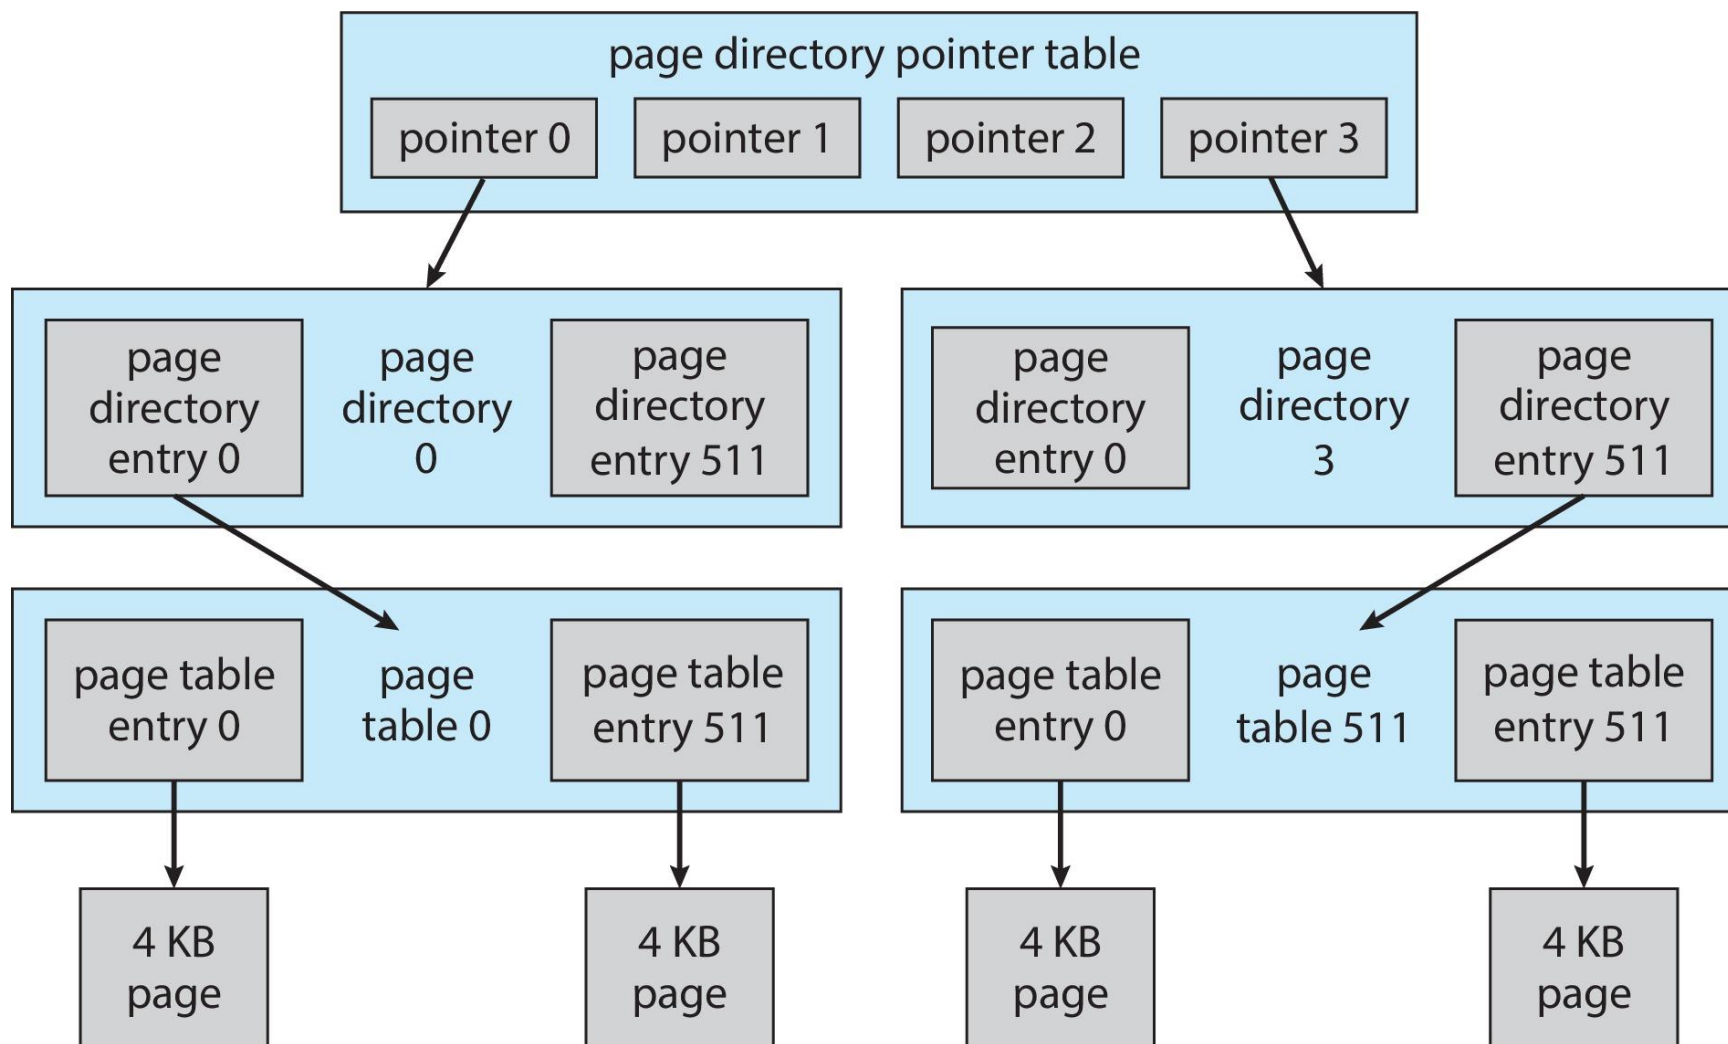 page directory pointer table
pointer 0
pointer 1
pointer 2
pointer 3
page
directory
entry 0
page
directory
0
page
directory
entry 511
page
directory
entry 0
page
directory
3
page
directory
entry 511
page table
entry 0
page
table 0
page table
entry 511
page table
entry 0
page
table 511
page table
entry 511
4 KB
page
4 KB
page
4 KB
page
4 KB
page